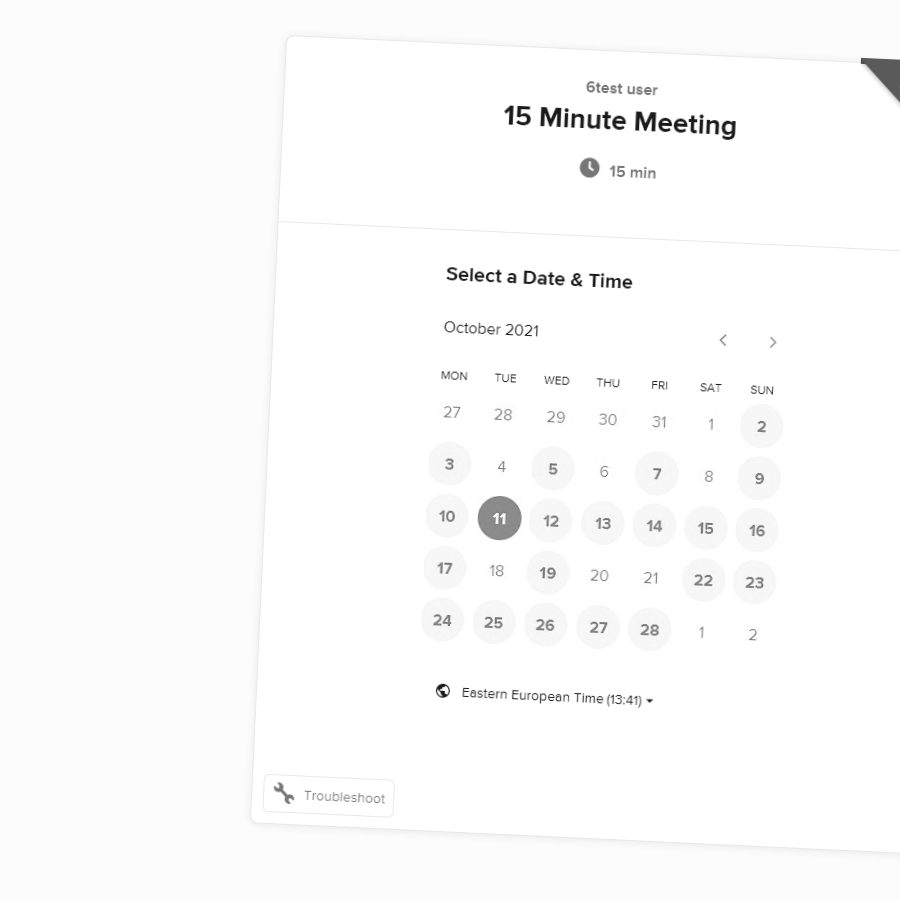 6test user
15 Minute Meeting
15 min
Select a Date & Time
October 2021
MON TUE WED THU FRI SAT SUN
27 28 29 30 31 1 2
3 4 5 6 7 8 9
10 11 12 13 14 15 16
17 18 19 20 21 22 23
24 25 26 27 28 1 2
Eastern European Time (13:41)
Troubleshoot